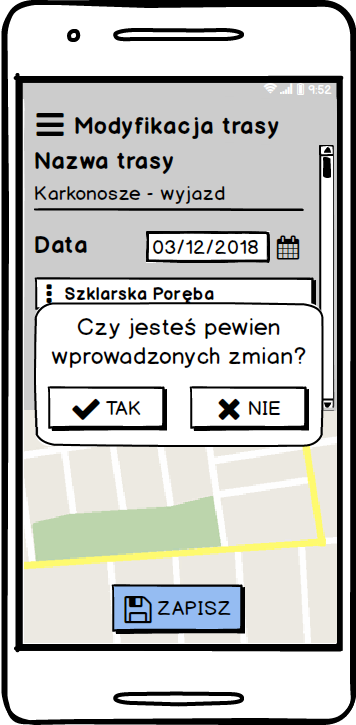 9:52
Modyfikacja trasy
Nazwa trasy
Karkonosze - wyjazd
Data
03/12/2018
Szklarska Poręba
Czy jesteś pewien
wprowadzonych zmian?
TAK
NIE
ZAPISZ